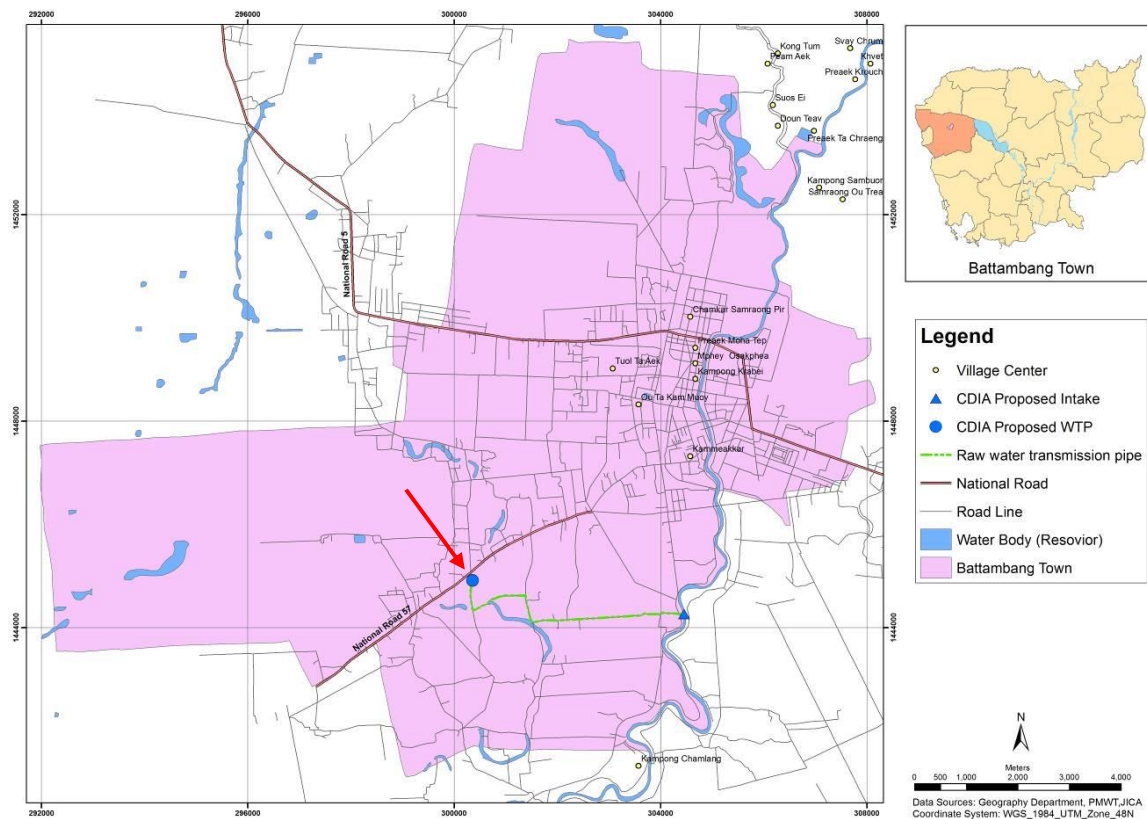 292000
296000
300000
304000
308000
1452000
1448000
1444000
1452000
1448000
1444000
Kong Tum
Peam Aek
Svay Chrum
Khvet
Preaek Krouch
Suos Ei
Doun Teav
Preaek Ta Chraeng
Kampong Sambuor
Samraong Ou Trea
National Road 5
Chamkar Samraong Pir
Preaek Moha Tep
Mphey Osakphea
Tuol Ta Aek
Kampong Krabei
Ou Ta Kam Muoy
Kammeakkar
National Road 57
Kampong Chamlang
292000
296000
300000
304000
308000
Battambang Town
Legend
Village Center
CDIA Proposed Intake
CDIA Proposed WTP
Raw water transmission pipe
National Road
Road Line
Water Body (Resovior)
Battambang Town
N
Meters
0 500 1,000 2,000 3,000 4,000
Data Sources: Geography Department, PMWT,JICA
Coordinate System: WGS_1984_UTM_Zone_48N